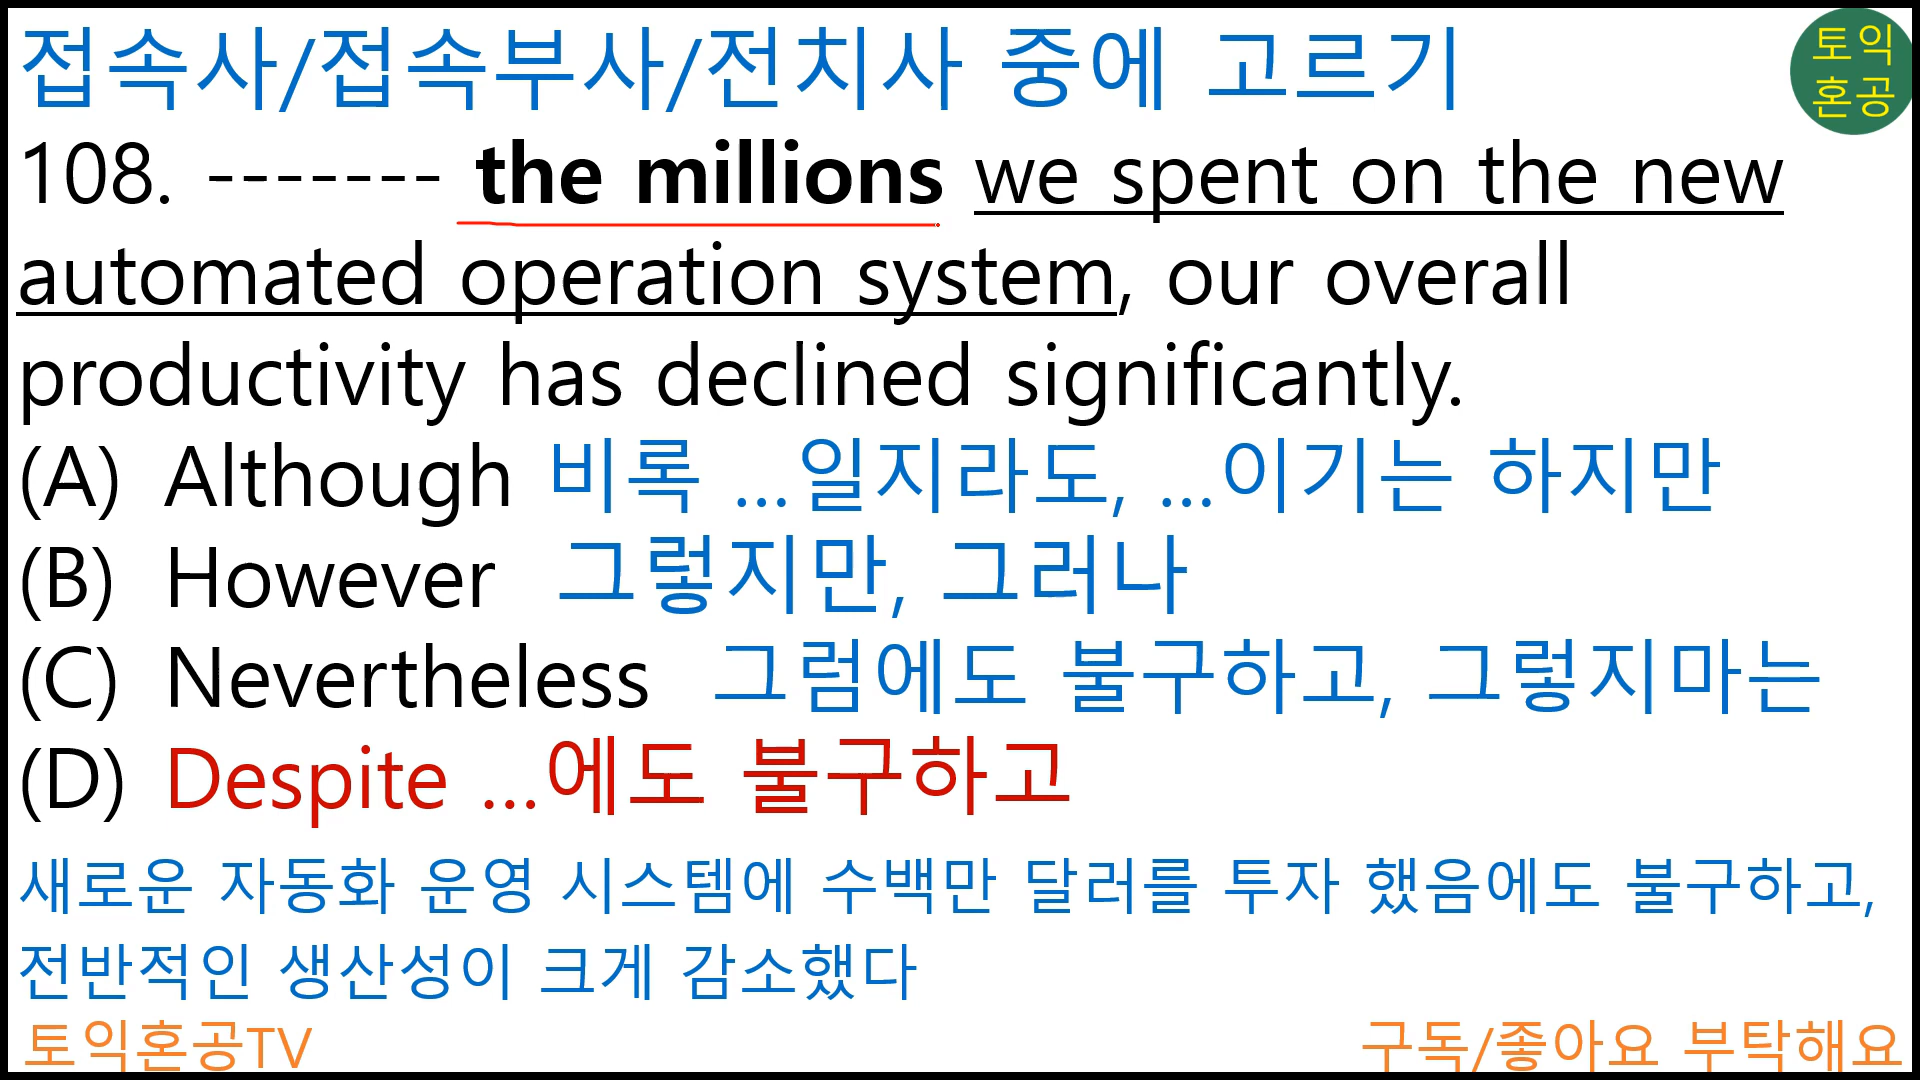 접속사/접속부사/전치사 중에 고르기
토익
혼공
108. ------- the millions we spent on the new
automated operation system, our overall
productivity has declined significantly.
(A) Although 비록 ...일지라도, ...이기는 하지만
(B) However 그렇지만, 그러나
(C) Nevertheless 그럼에도 불구하고, 그렇지마는
(D) Despite ...에도 불구하고
새로운 자동화 운영 시스템에 수백만 달러를 투자 했음에도 불구하고,
전반적인 생산성이 크게 감소했다
토익혼공TV
구독/좋아요 부탁해요